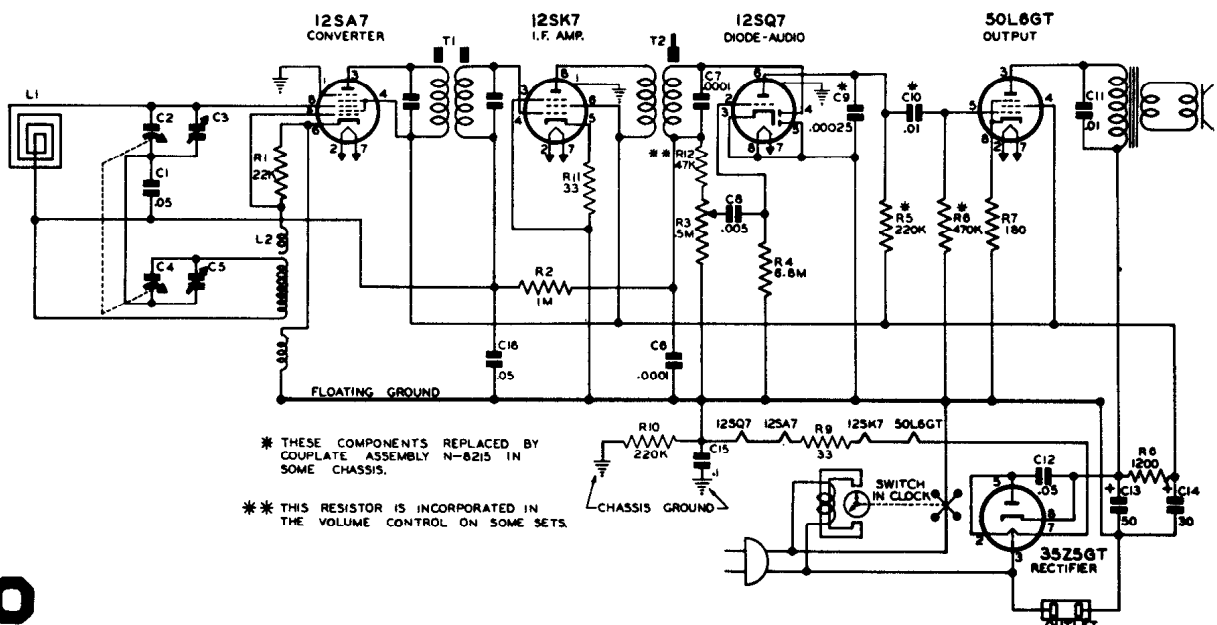 12SA7
CONVERTER
12SK7
I.F. AMP.
12SQ7
DIODE-AUDIO
50L6GT
OUTPUT
T1
T2
L1
C2
C3
C1
.05
R1
22K
L2
C4
C5
R11
33
R2
1M
C16
.05
C6
.0001
C7
.0001
** R12
47K
R3
.5M
C8
.005
R4
6.8M
* C9
.00025
* C10
.01
* R5
220K
* R6
470K
R7
180
C11
.01
FLOATING GROUND
* THESE COMPONENTS REPLACED BY
COUPLATE ASSEMBLY N-8215 IN
SOME CHASSIS.
** THIS RESISTOR IS INCORPORATED IN
THE VOLUME CONTROL ON SOME SETS.
R10
220K
C15
.1
CHASSIS GROUND
12SQ7
12SA7
R9
33
12SK7
50L6GT
SWITCH
IN CLOCK
C12
.05
35Z5GT
RECTIFIER
R6
1200
+ C13
50
+ C14
30
OUTLET